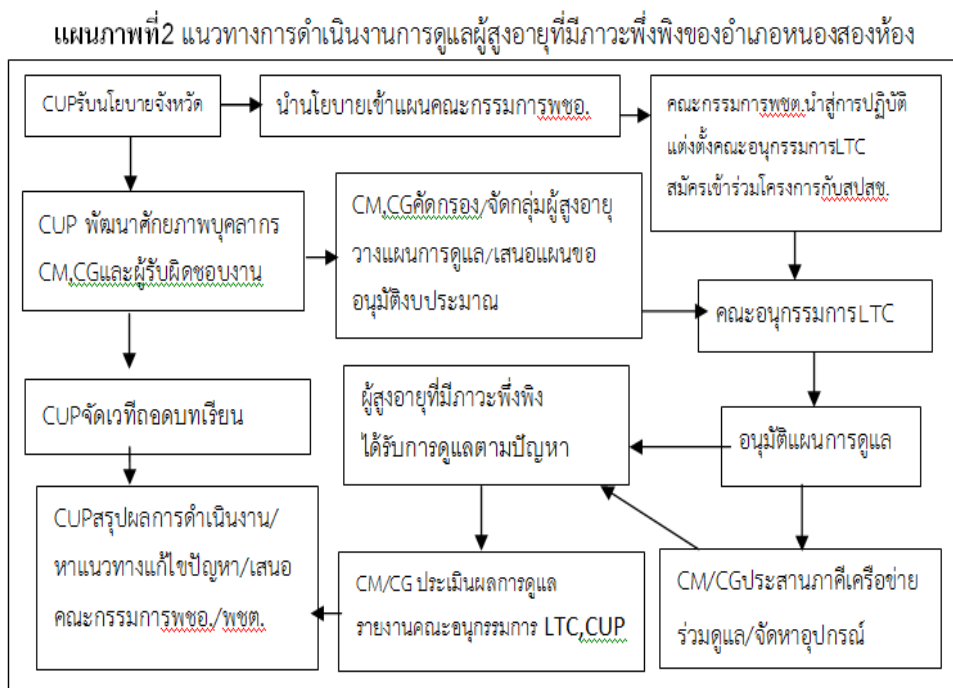 แผนภาพที่2 แนวทางการดำเนินงานการดูแลผู้สูงอายุที่มีภาวะพึ่งพิงของอำเภอหนองสองห้อง
CUPรับนโยบายจังหวัด
นำนโยบายเข้าแผนคณะกรรมการพชอ.
คณะกรรมการพชต.นำสู่การปฏิบัติ
แต่งตั้งคณะอนุกรรมการLTC
สมัครเข้าร่วมโครงการกับสปสช.
CUP พัฒนาศักยภาพบุคลากร
CM,CGและผู้รับผิดชอบงาน
CM,CGคัดกรอง/จัดกลุ่มผู้สูงอายุ
วางแผนการดูแล/เสนอแผนขอ
อนุมัติงบประมาณ
คณะอนุกรรมการLTC
CUPจัดเวทีถอดบทเรียน
ผู้สูงอายุที่มีภาวะพึ่งพิง
ได้รับการดูแลตามปัญหา
อนุมัติแผนการดูแล
CUPสรุปผลการดำเนินงาน/
หาแนวทางแก้ไขปัญหา/เสนอ
คณะกรรมการพชอ./พชต.
CM/CG ประเมินผลการดูแล
รายงานคณะอนุกรรมการ LTC,CUP
CM/CGประสานภาคีเครือข่าย
ร่วมดูแล/จัดหาอุปกรณ์